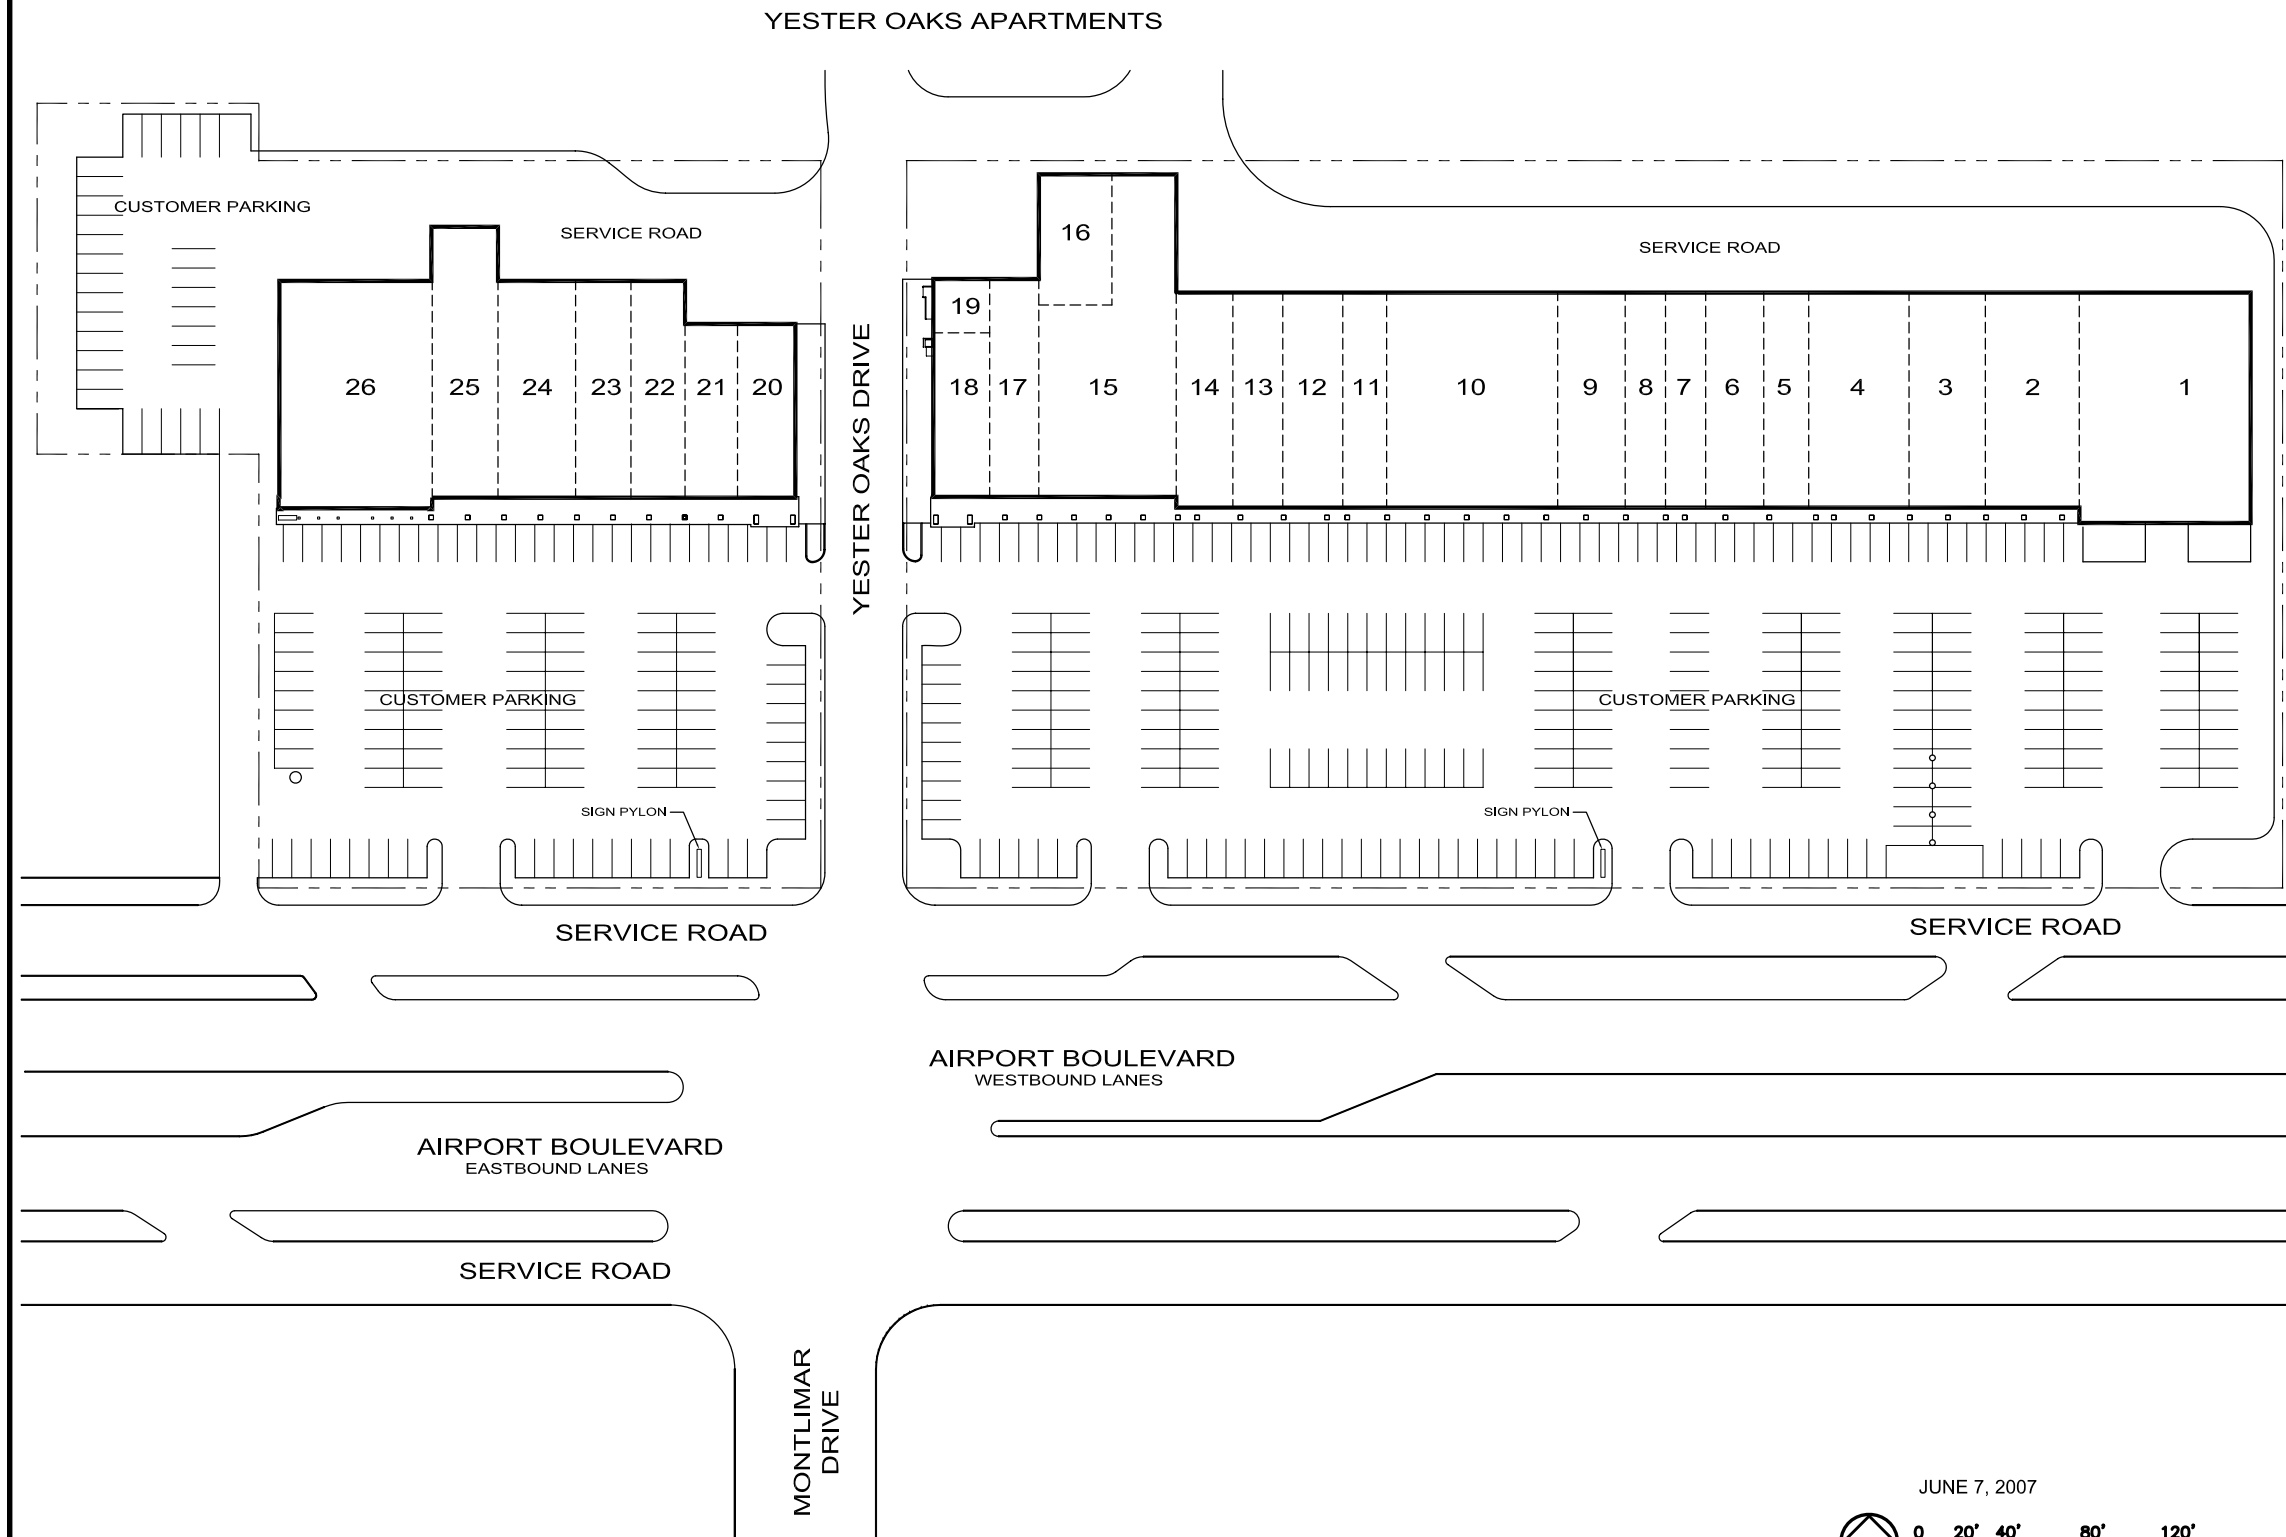 YESTER OAKS APARTMENTS
CUSTOMER PARKING
SERVICE ROAD
16
SERVICE ROAD
19
26 25 24 23 22 21 20
YESTER OAKS DRIVE
18 17 15 14 13 12 11 10 9 8 7 6 5 4 3 2 1
CUSTOMER PARKING
CUSTOMER PARKING
SIGN PYLON
SIGN PYLON
SERVICE ROAD
SERVICE ROAD
AIRPORT BOULEVARD
WESTBOUND LANES
AIRPORT BOULEVARD
EASTBOUND LANES
SERVICE ROAD
MONTLIMAR
DRIVE
JUNE 7, 2007
0 20' 40' 80' 120'